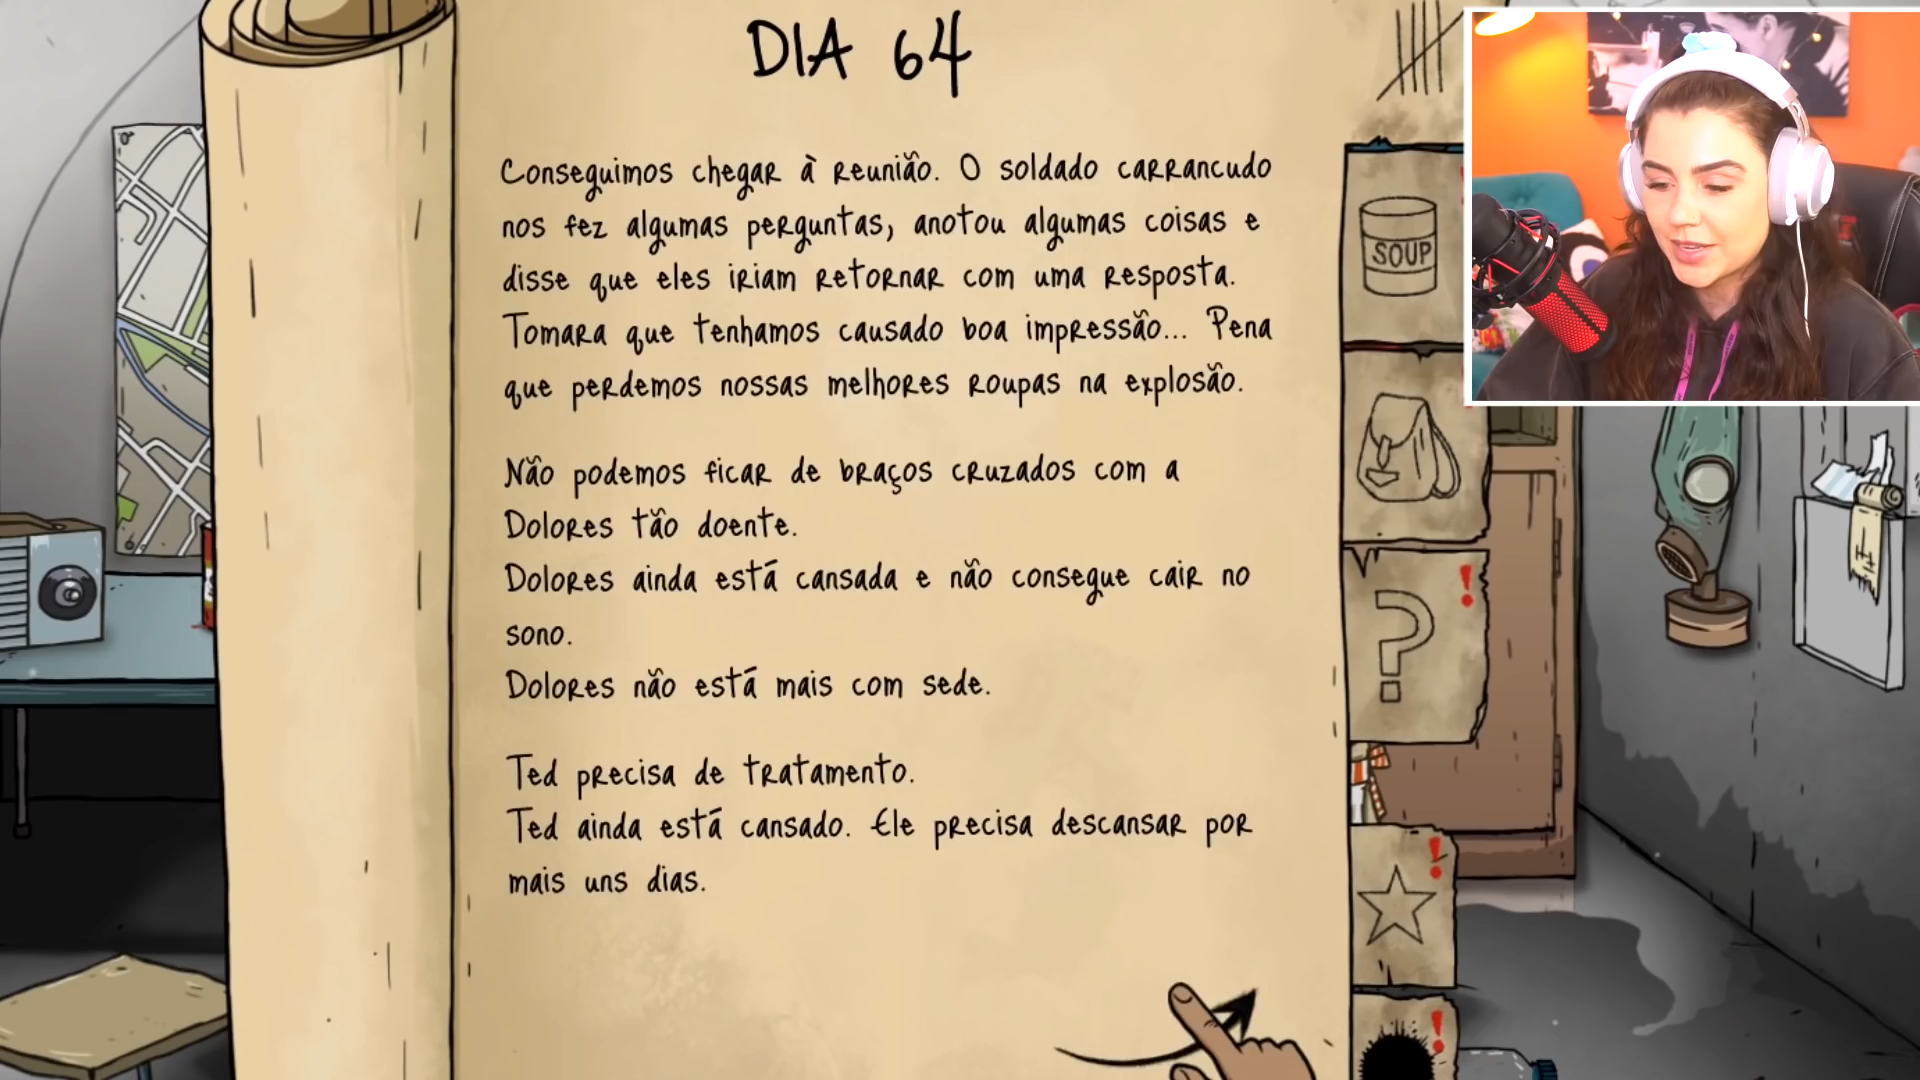 DIA 64
Conseguimos chegar à reunião. O soldado carrancudo
nos fez algumas perguntas, anotou algumas coisas e
disse que eles iriam retornar com uma resposta.
Tomara que tenhamos causado boa impressão... Pena
que perdemos nossas melhores roupas na explosão.
Não podemos ficar de braços cruzados com a
Dolores tão doente.
Dolores ainda está cansada e não consegue cair no
sono.
Dolores não está mais com sede.
Ted precisa de tratamento.
Ted ainda está cansado. Ele precisa descansar por
mais uns dias.
SOUP
?
!
!
!